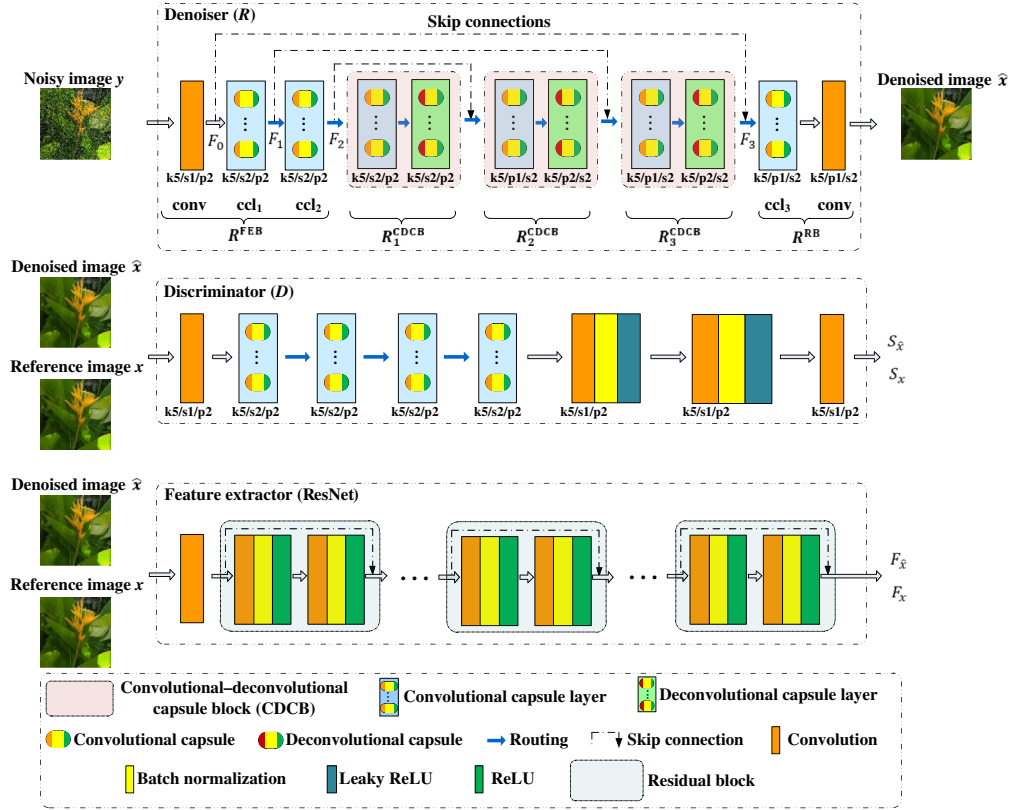 Denoiser (R)
Skip connections
Noisy image y
Denoised image x̂
F₀
F₁
F₂
F₃
k5/s1/p2
k5/s2/p2
k5/s2/p2
k5/s2/p2
k5/s2/p2
k5/p1/s2
k5/p2/s2
k5/p1/s2
k5/p2/s2
k5/p1/s2
k5/p1/s2
conv
ccl₁
ccl₂
ccl₃
conv
R^FEB
R₁^CDCB
R₂^CDCB
R₃^CDCB
R^RB
Denoised image x̂
Discriminator (D)
Reference image x
S_x̂
S_x
k5/s1/p2
k5/s2/p2
k5/s2/p2
k5/s2/p2
k5/s2/p2
k5/s1/p2
k5/s1/p2
k5/s1/p2
Denoised image x̂
Feature extractor (ResNet)
Reference image x
F_x̂
F_x
Convolutional–deconvolutional
capsule block (CDCB)
Convolutional capsule layer
Deconvolutional capsule layer
Convolutional capsule
Deconvolutional capsule
Routing
Skip connection
Convolution
Batch normalization
Leaky ReLU
ReLU
Residual block